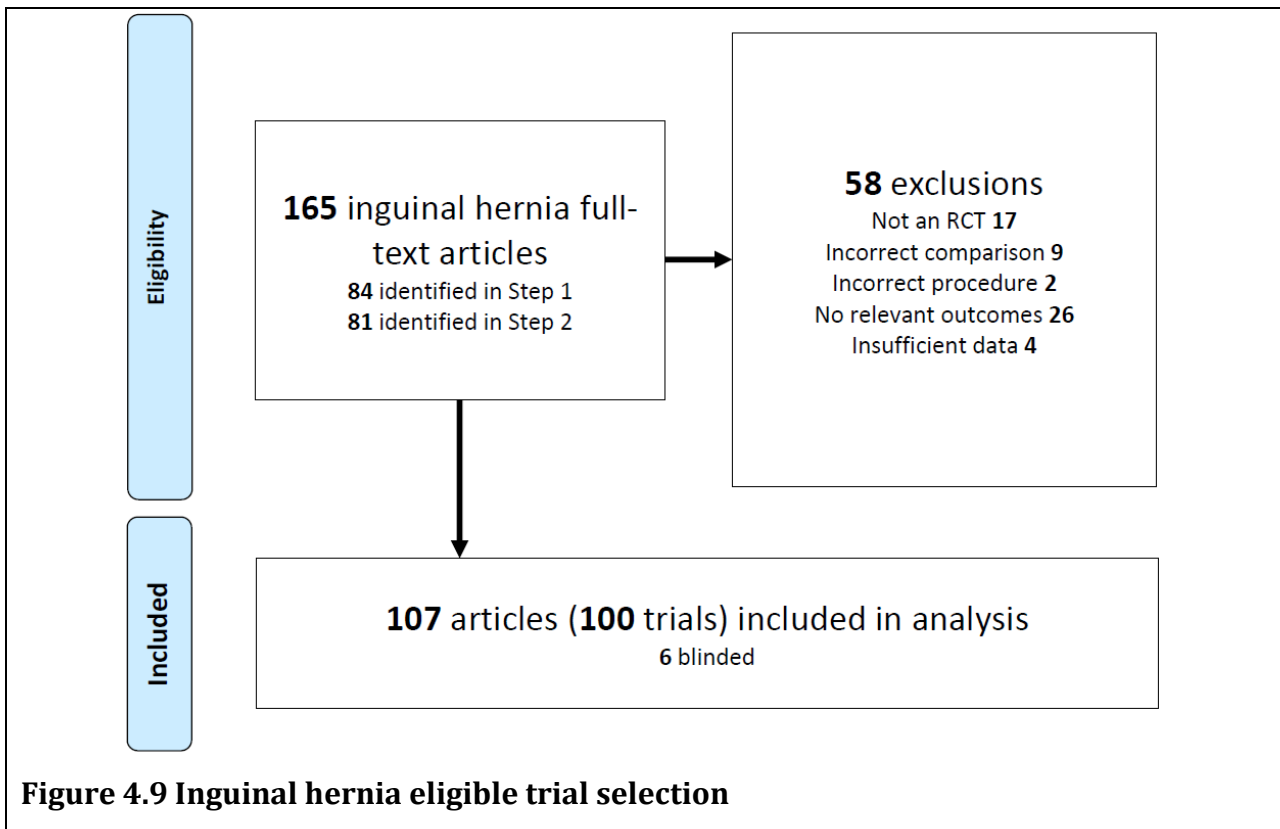 Eligibility
165 inguinal hernia full-
text articles
84 identified in Step 1
81 identified in Step 2
58 exclusions
Not an RCT 17
Incorrect comparison 9
Incorrect procedure 2
No relevant outcomes 26
Insufficient data 4
Included
107 articles (100 trials) included in analysis
6 blinded
Figure 4.9 Inguinal hernia eligible trial selection